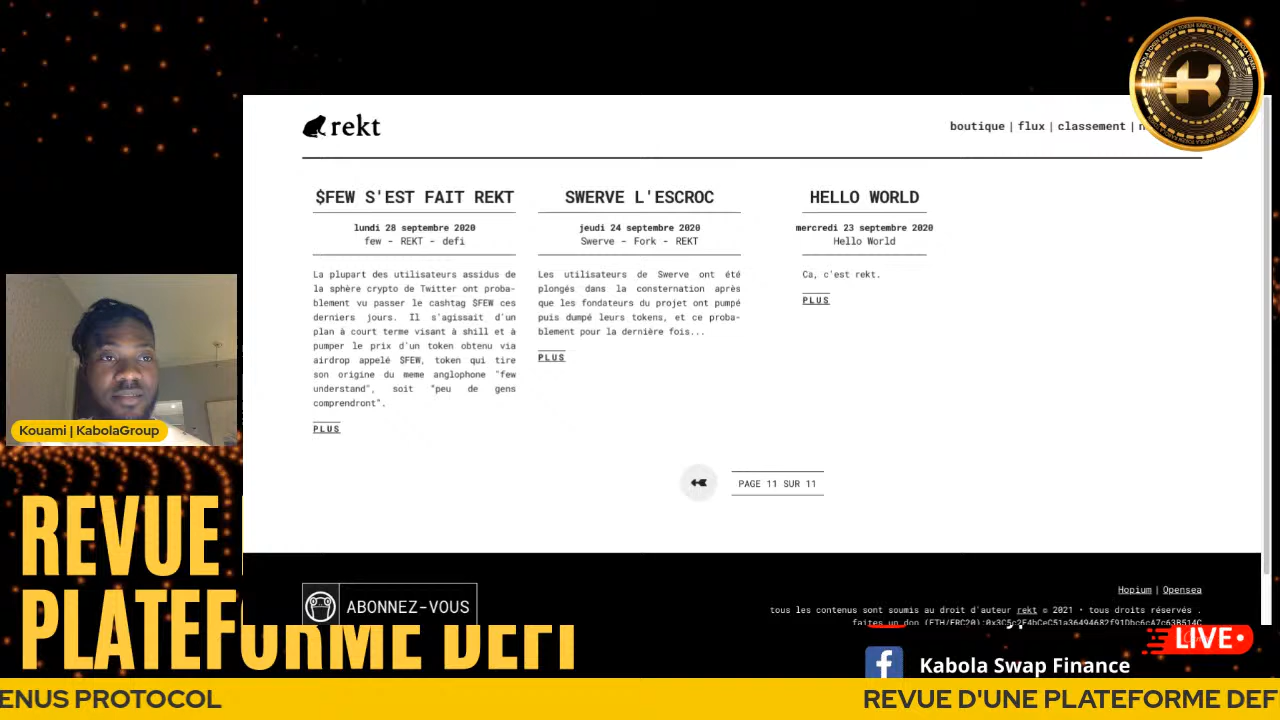 rekt
boutique | flux | classement |
$FEW S'EST FAIT REKT
lundi 28 septembre 2020
few - REKT - defi
La plupart des utilisateurs assidus de
la sphère crypto de Twitter ont proba-
blement vu passer le cashtag $FEW ces
derniers jours. Il s'agissait d'un
plan à court terme visant à shill et à
pumper le prix d'un token obtenu via
airdrop appelé $FEW, token qui tire
son origine du meme anglophone "few
understand", soit "peu de gens
comprendront".
PLUS
SWERVE L'ESCROC
jeudi 24 septembre 2020
Swerve - Fork - REKT
Les utilisateurs de Swerve ont été
plongés dans la consternation après
que les fondateurs du projet ont pumpé
puis dumpé leurs tokens, et ce proba-
blement pour la dernière fois...
PLUS
HELLO WORLD
mercredi 23 septembre 2020
Hello World
Ca, c'est rekt.
PLUS
PAGE 11 SUR 11
Kouami | KabolaGroup
REVUE
PLATEFORME DEFI
ABONNEZ-VOUS
Hopium | Opensea
tous les contenus sont soumis au droit d'auteur rekt © 2021 • tous droits réservés .
faites un don (ETH/ERC20):
LIVE
Kabola Swap Finance
ENUS PROTOCOL
REVUE D'UNE PLATEFORME DEF